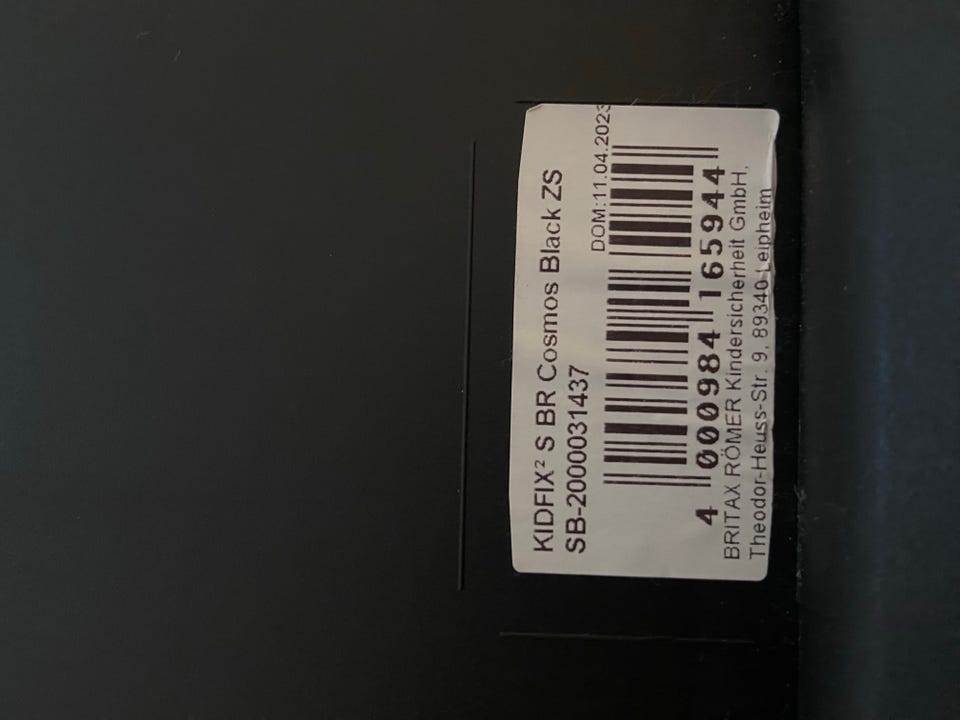 KIDFIX² S BR Cosmos Black ZS
SB-2000031437
DOM:11.04.2023
4 000984 165944
BRITAX RÖMER Kindersicherheit GmbH,
Theodor-Heuss-Str. 9, 89340 Leipheim